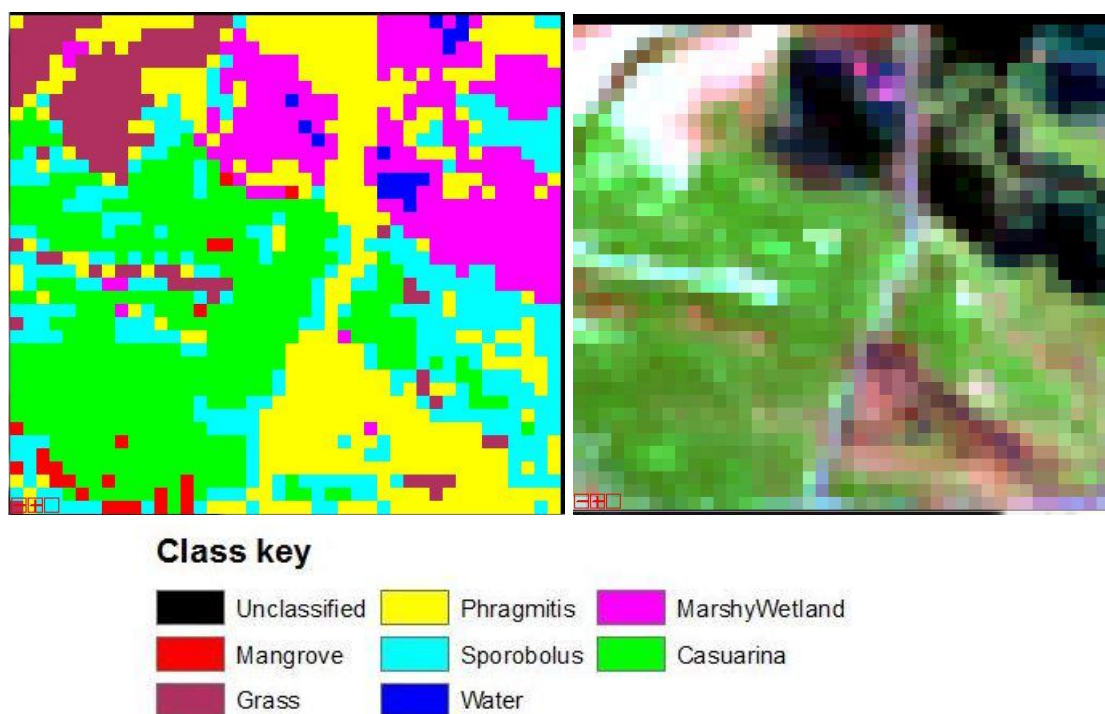 Class key
Unclassified Phragmitis MarshyWetland
Mangrove Sporobolus Casuarina
Grass Water